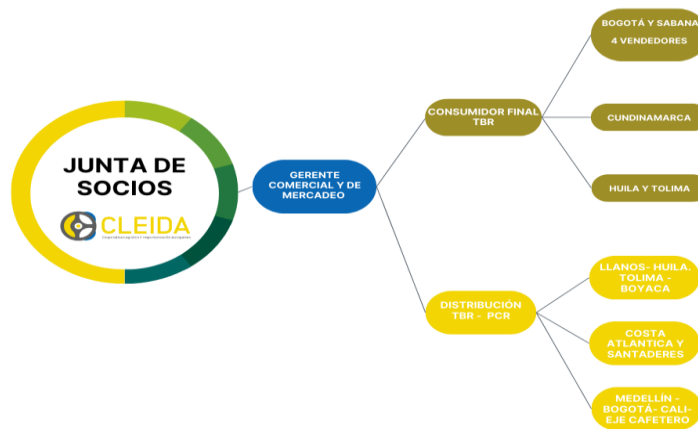 JUNTA DE
SOCIOS
CLEIDA
GERENTE
COMERCIAL Y DE
MERCADEO
CONSUMIDOR FINAL
TBR
BOGOTÁ Y SABANA
4 VENDEDORES
CUNDINAMARCA
HUILA Y TOLIMA
DISTRIBUCIÓN
TBR - PCR
LLANOS- HUILA.
TOLIMA -
BOYACA
COSTA
ATLANTICA Y
SANTADERES
MEDELLÍN -
BOGOTÁ- CALI-
EJE CAFETERO